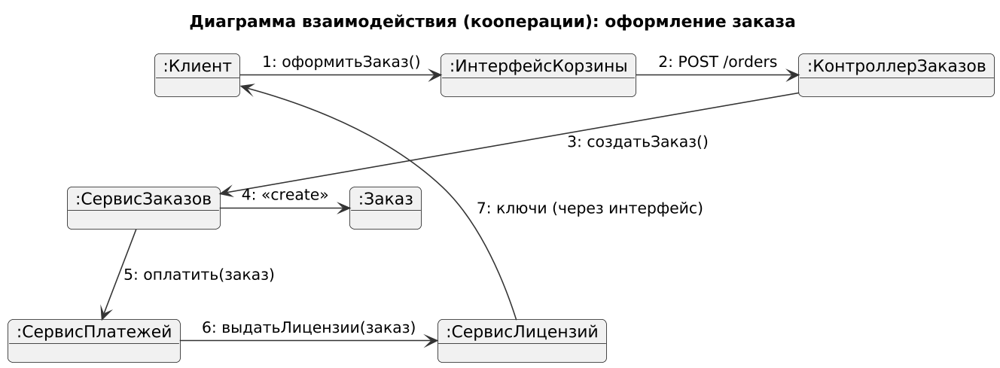 Диаграмма взаимодействия (кооперации): оформление заказа
:Клиент
1: оформитьЗаказ()
:ИнтерфейсКорзины
2: POST /orders
:КонтроллерЗаказов
3: создатьЗаказ()
:СервисЗаказов
4: «create»
:Заказ
7: ключи (через интерфейс)
5: оплатить(заказ)
:СервисПлатежей
6: выдатьЛицензии(заказ)
:СервисЛицензий